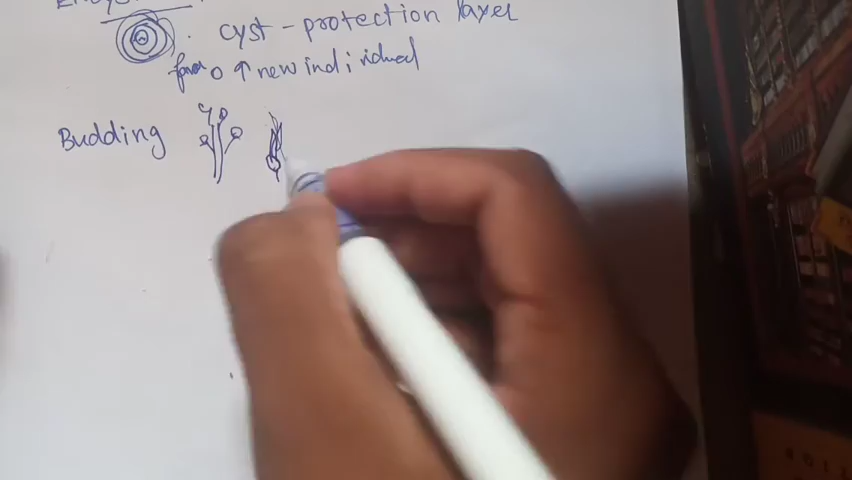 cyst - protection layer
new individual
Budding